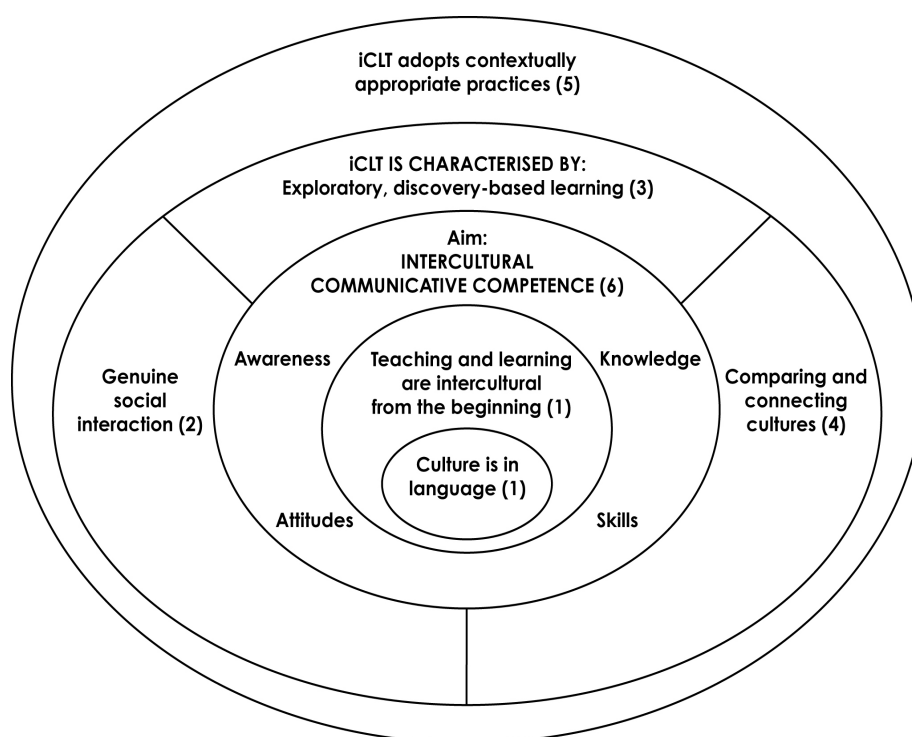 iCLT adopts contextually
appropriate practices (5)
iCLT IS CHARACTERISED BY:
Exploratory, discovery-based learning (3)
Aim:
INTERCULTURAL
COMMUNICATIVE COMPETENCE (6)
Awareness
Knowledge
Teaching and learning
are intercultural
from the beginning (1)
Genuine
social
interaction (2)
Comparing and
connecting
cultures (4)
Culture is in
language (1)
Attitudes
Skills